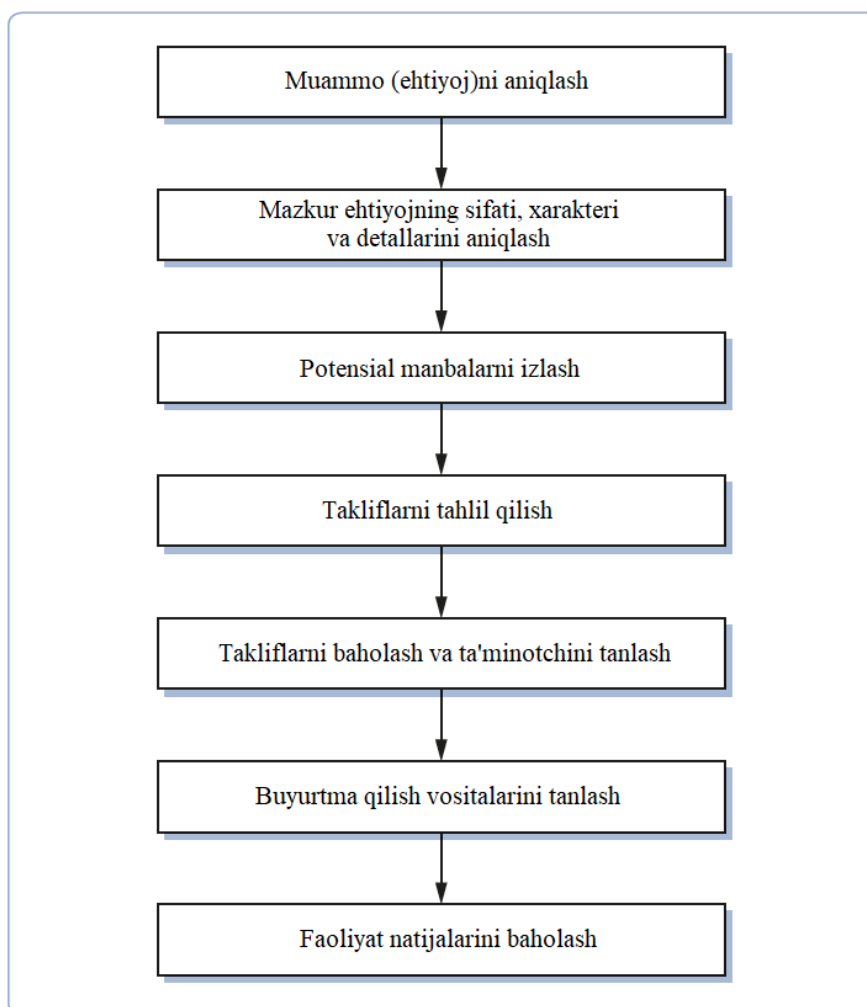 Muammo (ehtiyoj)ni aniqlash
Mazkur ehtiyojning sifati, xarakteri
va detallarini aniqlash
Potensial manbalarni izlash
Takliflarni tahlil qilish
Takliflarni baholash va ta'minotchini tanlash
Buyurtma qilish vositalarini tanlash
Faoliyat natijalarini baholash